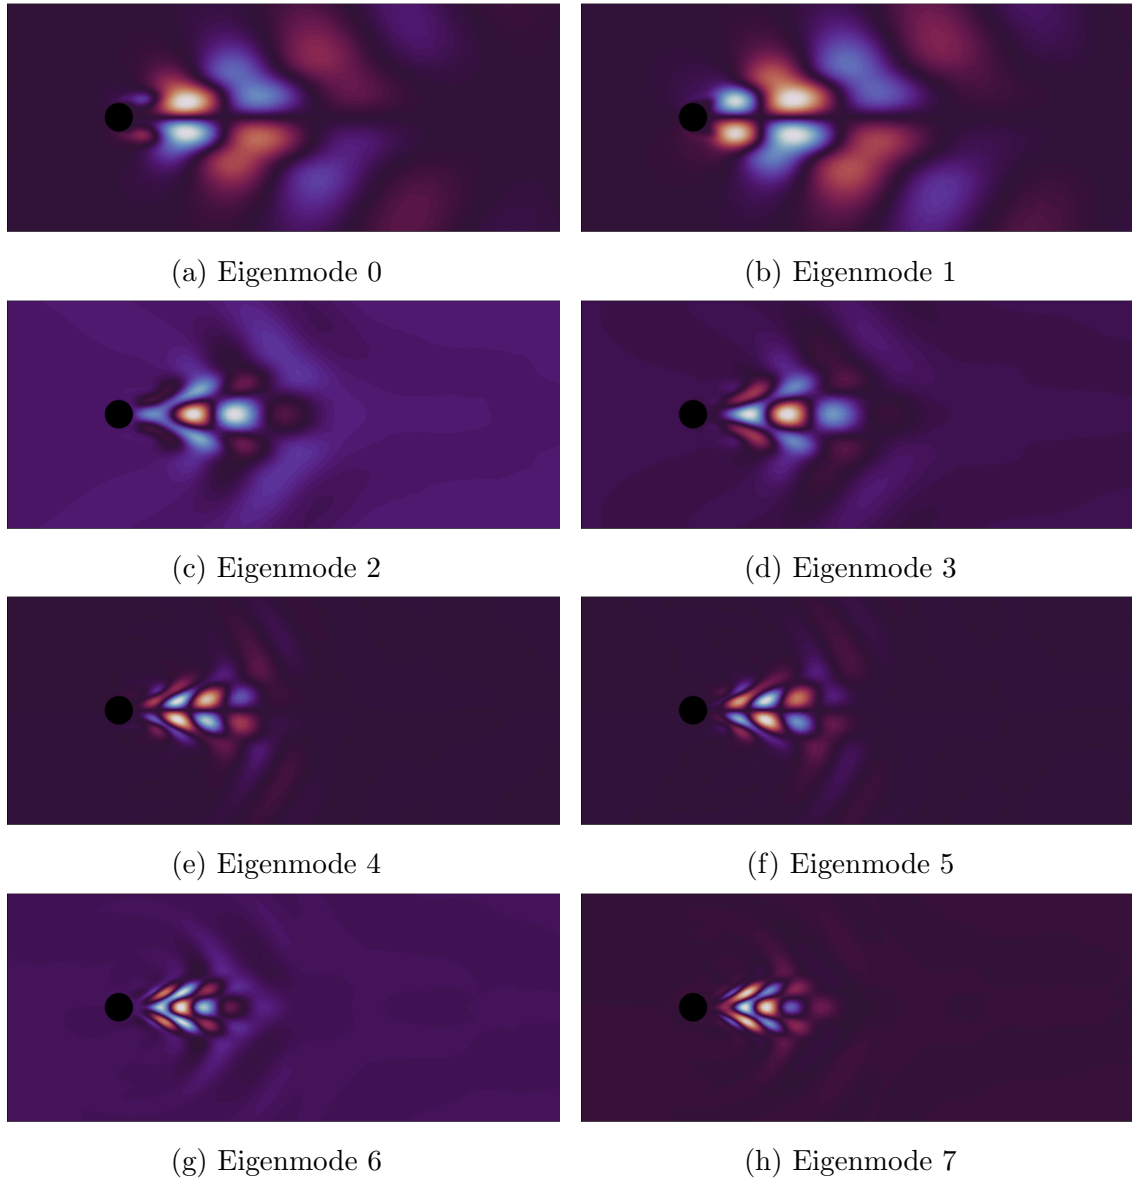 (a) Eigenmode 0
(b) Eigenmode 1
(c) Eigenmode 2
(d) Eigenmode 3
(e) Eigenmode 4
(f) Eigenmode 5
(g) Eigenmode 6
(h) Eigenmode 7